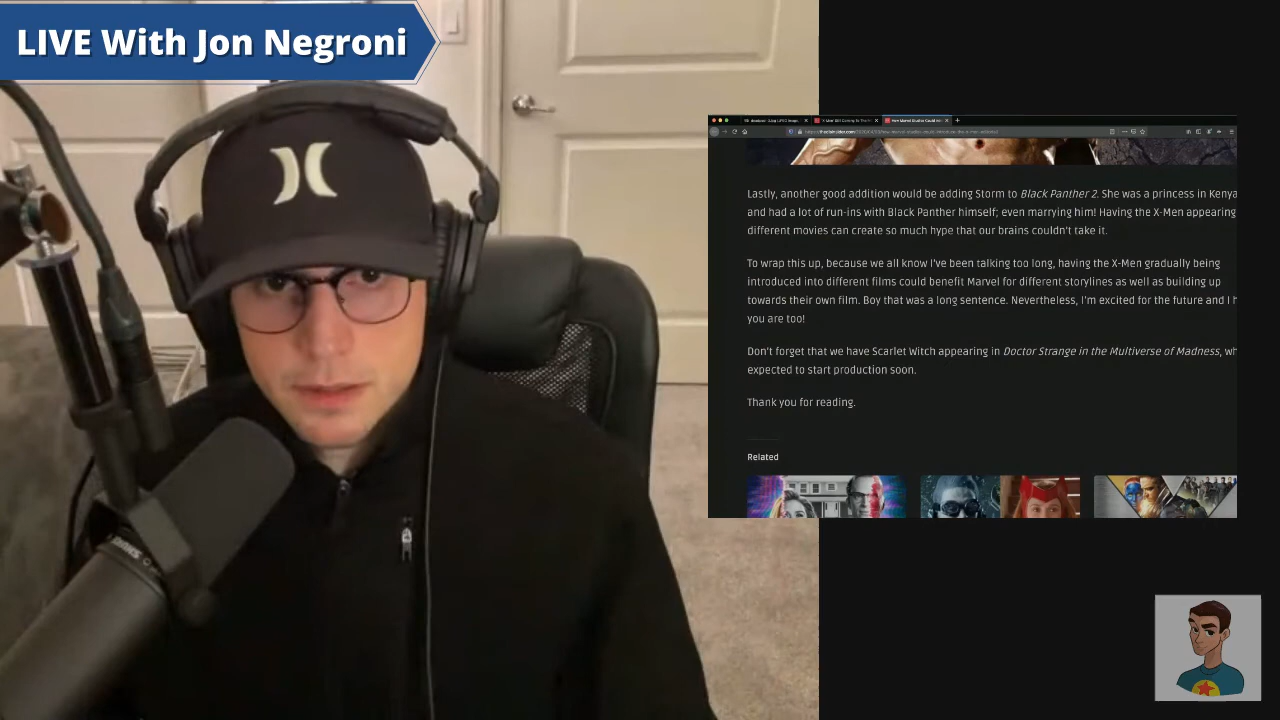 LIVE With Jon Negroni
Lastly, another good addition would be adding Storm to Black Panther 2. She was a princess in Kenya
and had a lot of run-ins with Black Panther himself; even marrying him! Having the X-Men appearing
different movies can create so much hype that our brains couldn't take it.
To wrap this up, because we all know I've been talking too long, having the X-Men gradually being
introduced into different films could benefit Marvel for different storylines as well as building up
towards their own film. Boy that was a long sentence. Nevertheless, I'm excited for the future and I h
you are too!
Don't forget that we have Scarlet Witch appearing in Doctor Strange in the Multiverse of Madness, wh
expected to start production soon.
Thank you for reading.
Related